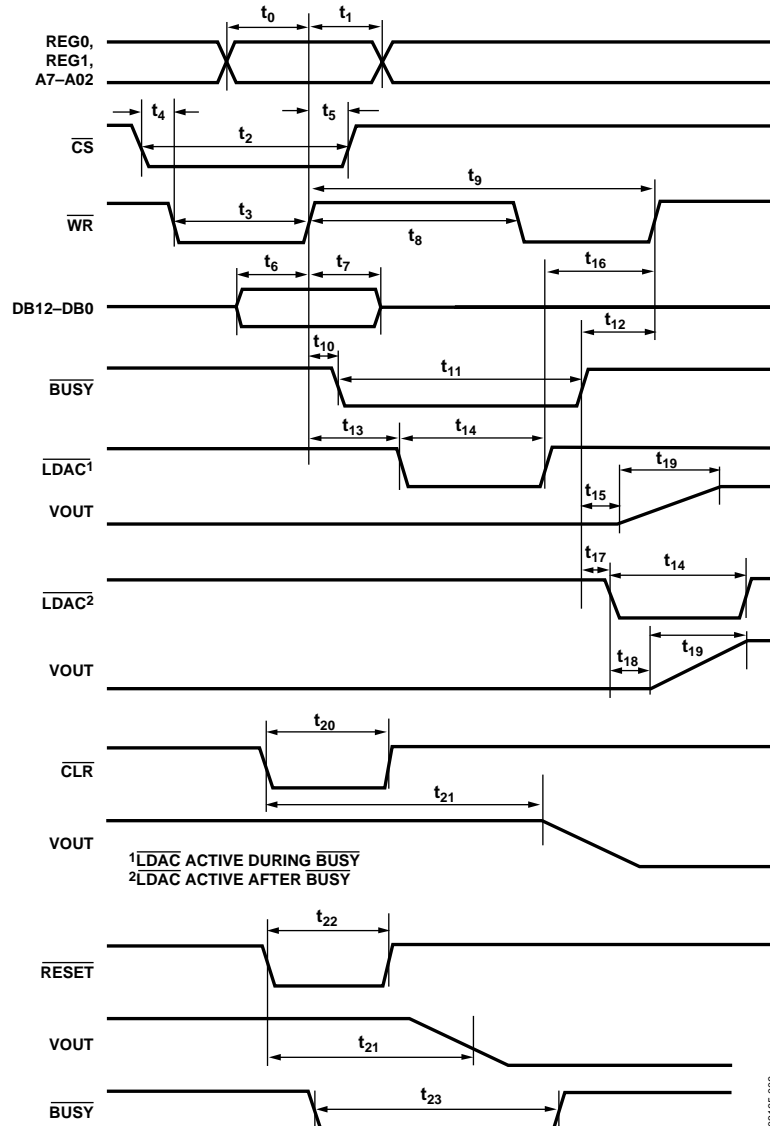 t0
t1
REG0,
REG1,
A7–A02
t4
t5
t2
CS
t9
t3
WR
t8
t16
t6
t7
DB12–DB0
t12
t10
t11
BUSY
t13
t14
LDAC1
t19
VOUT
t15
t17
t14
LDAC2
t19
VOUT
t18
t20
CLR
t21
VOUT
1LDAC ACTIVE DURING BUSY
2LDAC ACTIVE AFTER BUSY
t22
RESET
VOUT
t21
t23
BUSY